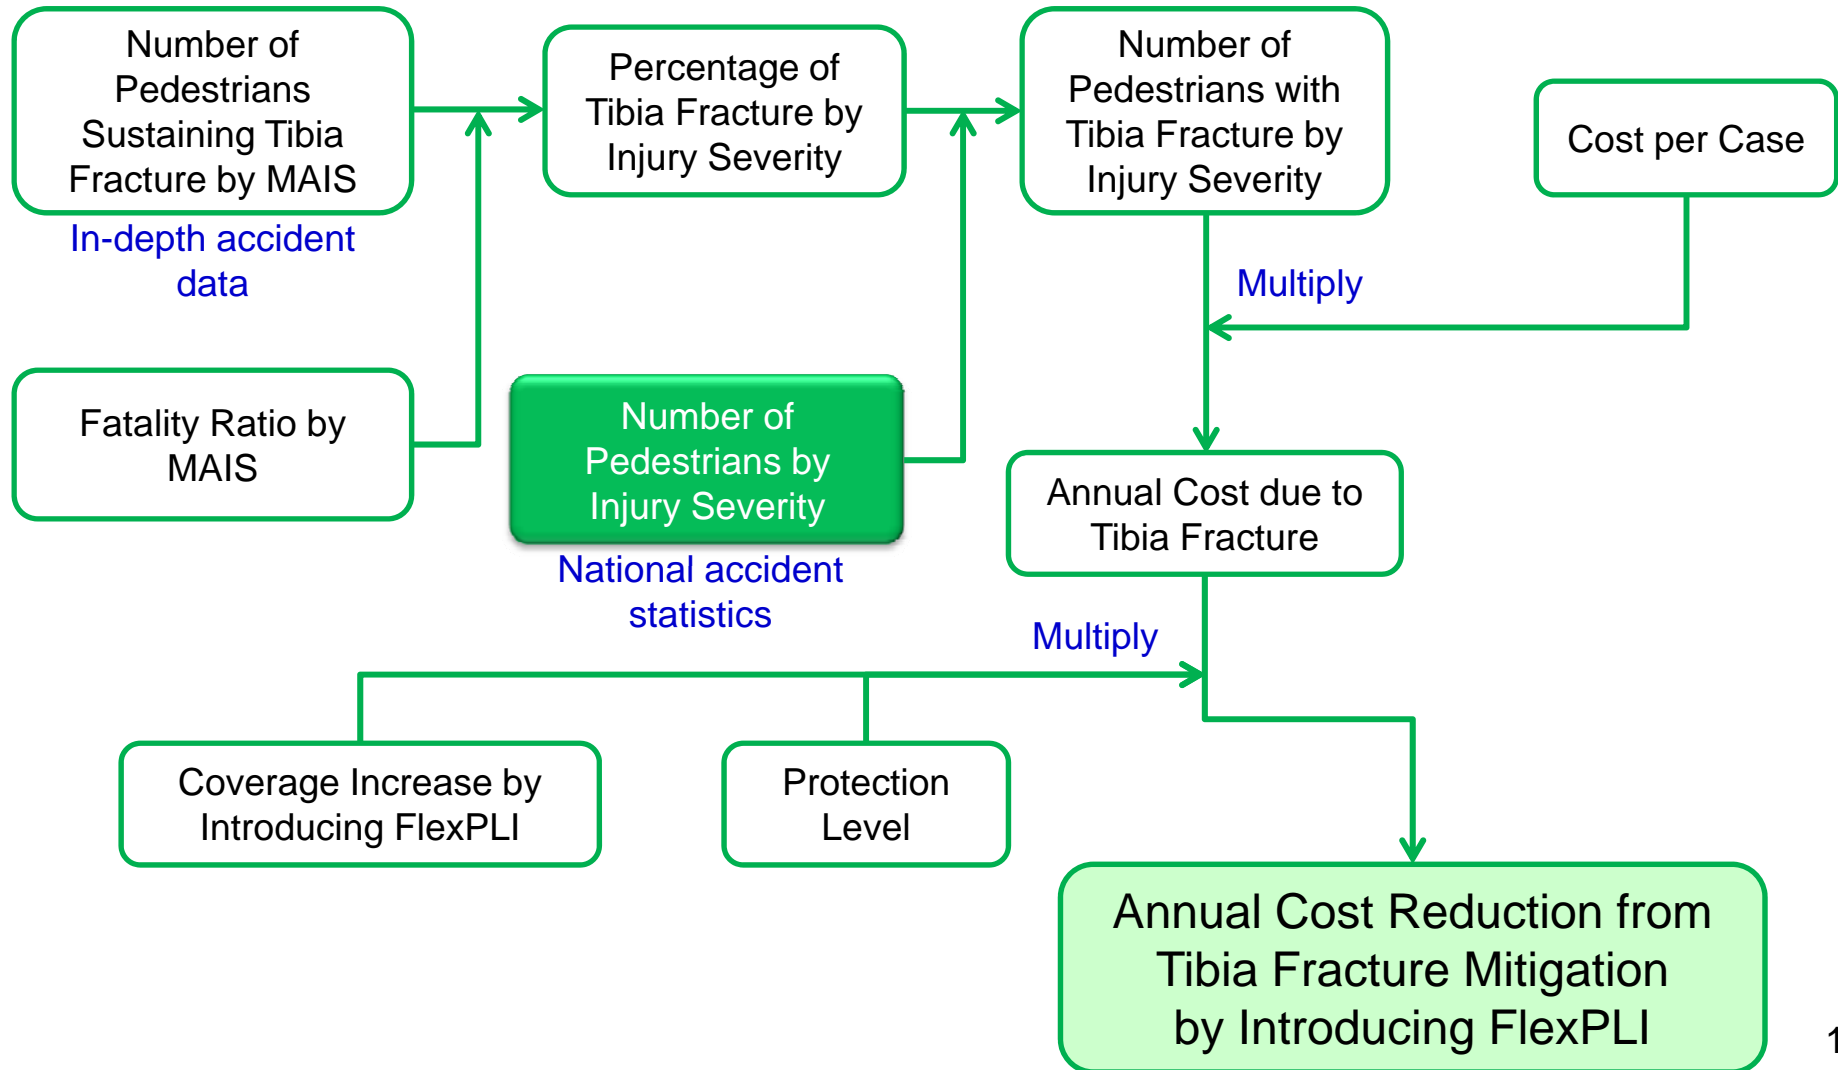 Number of
Pedestrians
Sustaining Tibia
Fracture by MAIS
In-depth accident
data
Percentage of
Tibia Fracture by
Injury Severity
Number of
Pedestrians with
Tibia Fracture by
Injury Severity
Cost per Case
Multiply
Fatality Ratio by
MAIS
Number of
Pedestrians by
Injury Severity
National accident
statistics
Annual Cost due to
Tibia Fracture
Multiply
Coverage Increase by
Introducing FlexPLI
Protection
Level
Annual Cost Reduction from
Tibia Fracture Mitigation
by Introducing FlexPLI